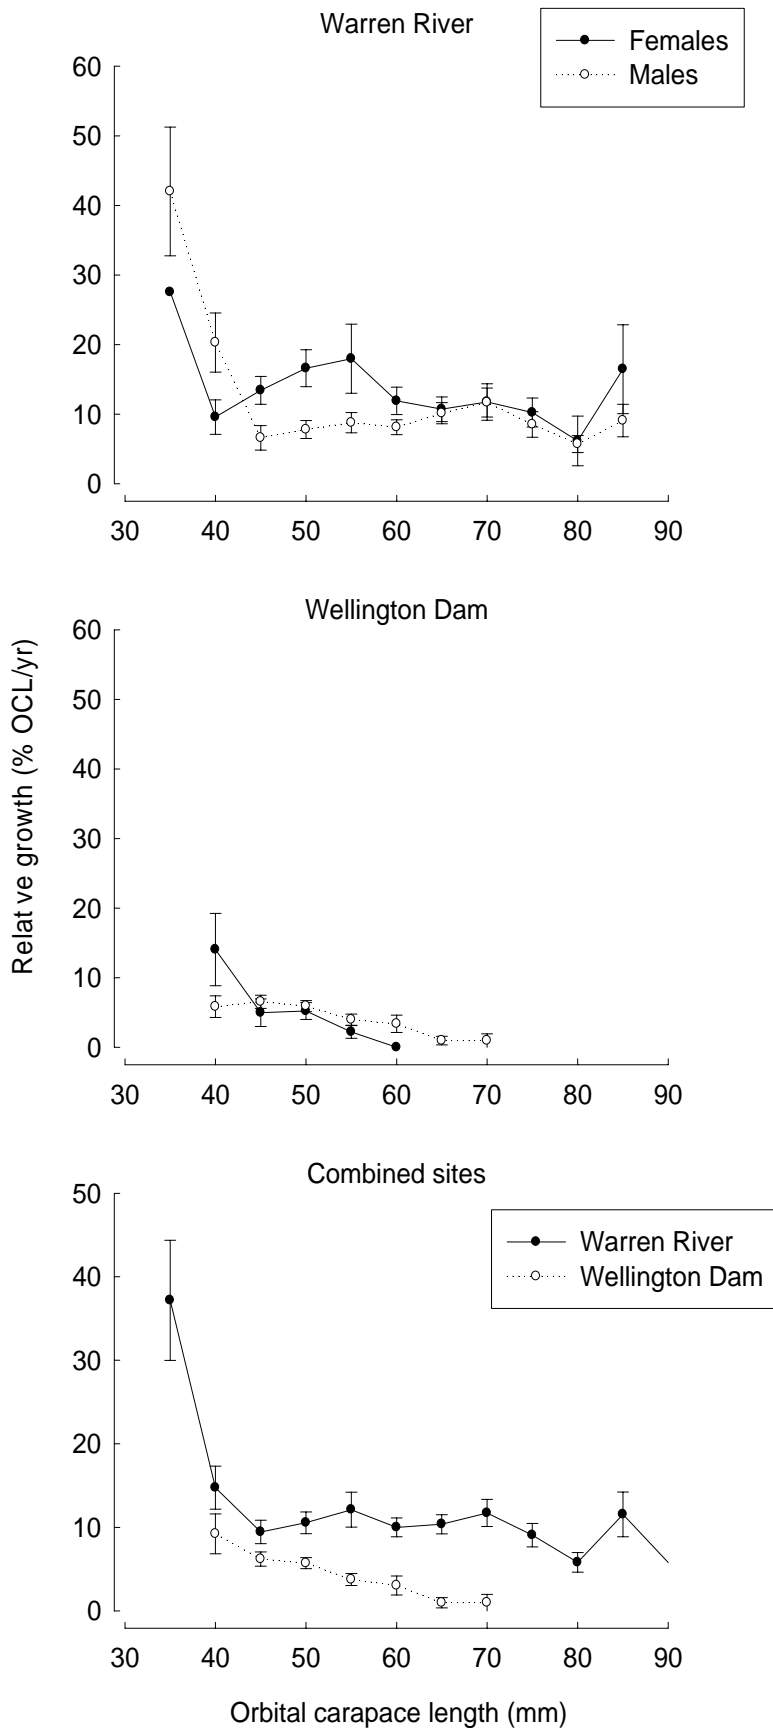 Warren River
Females
Males
60
50
40
30
20
10
0
30 40 50 60 70 80 90
Wellington Dam
60
50
40
30
20
10
0
30 40 50 60 70 80 90
Relat ve growth (% OCL/yr)
Combined sites
Warren River
Wellington Dam
50
40
30
20
10
0
30 40 50 60 70 80 90
Orbital carapace length (mm)